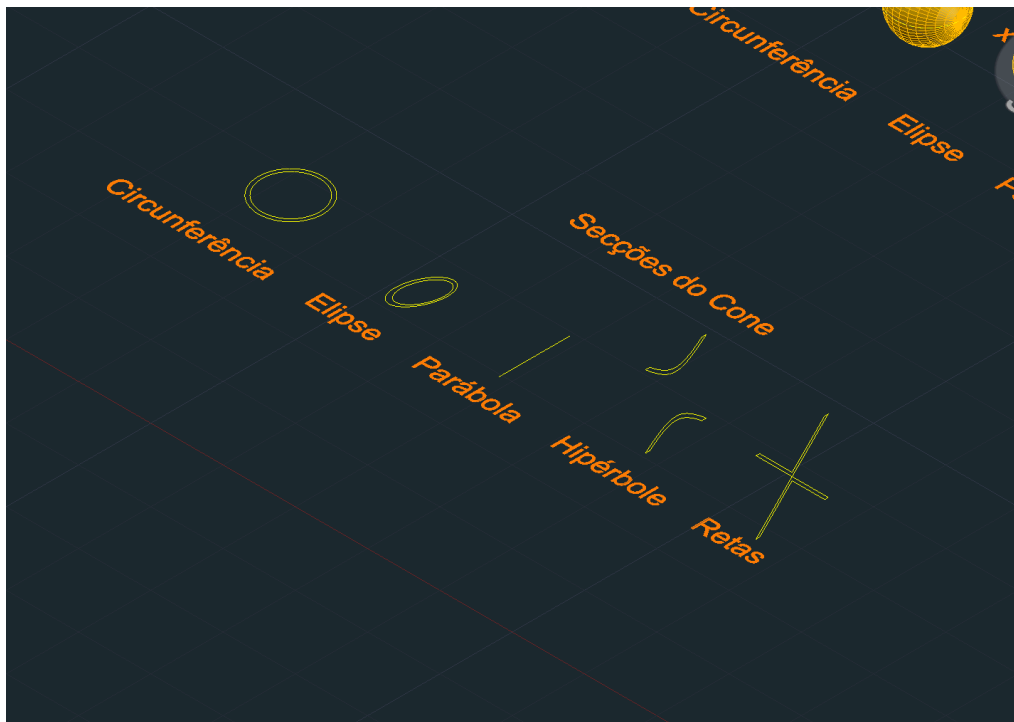 Circunferência
Elipse
x
Circunferência
Secções do Cone
Elipse
Parábola
Hipérbole
Retas